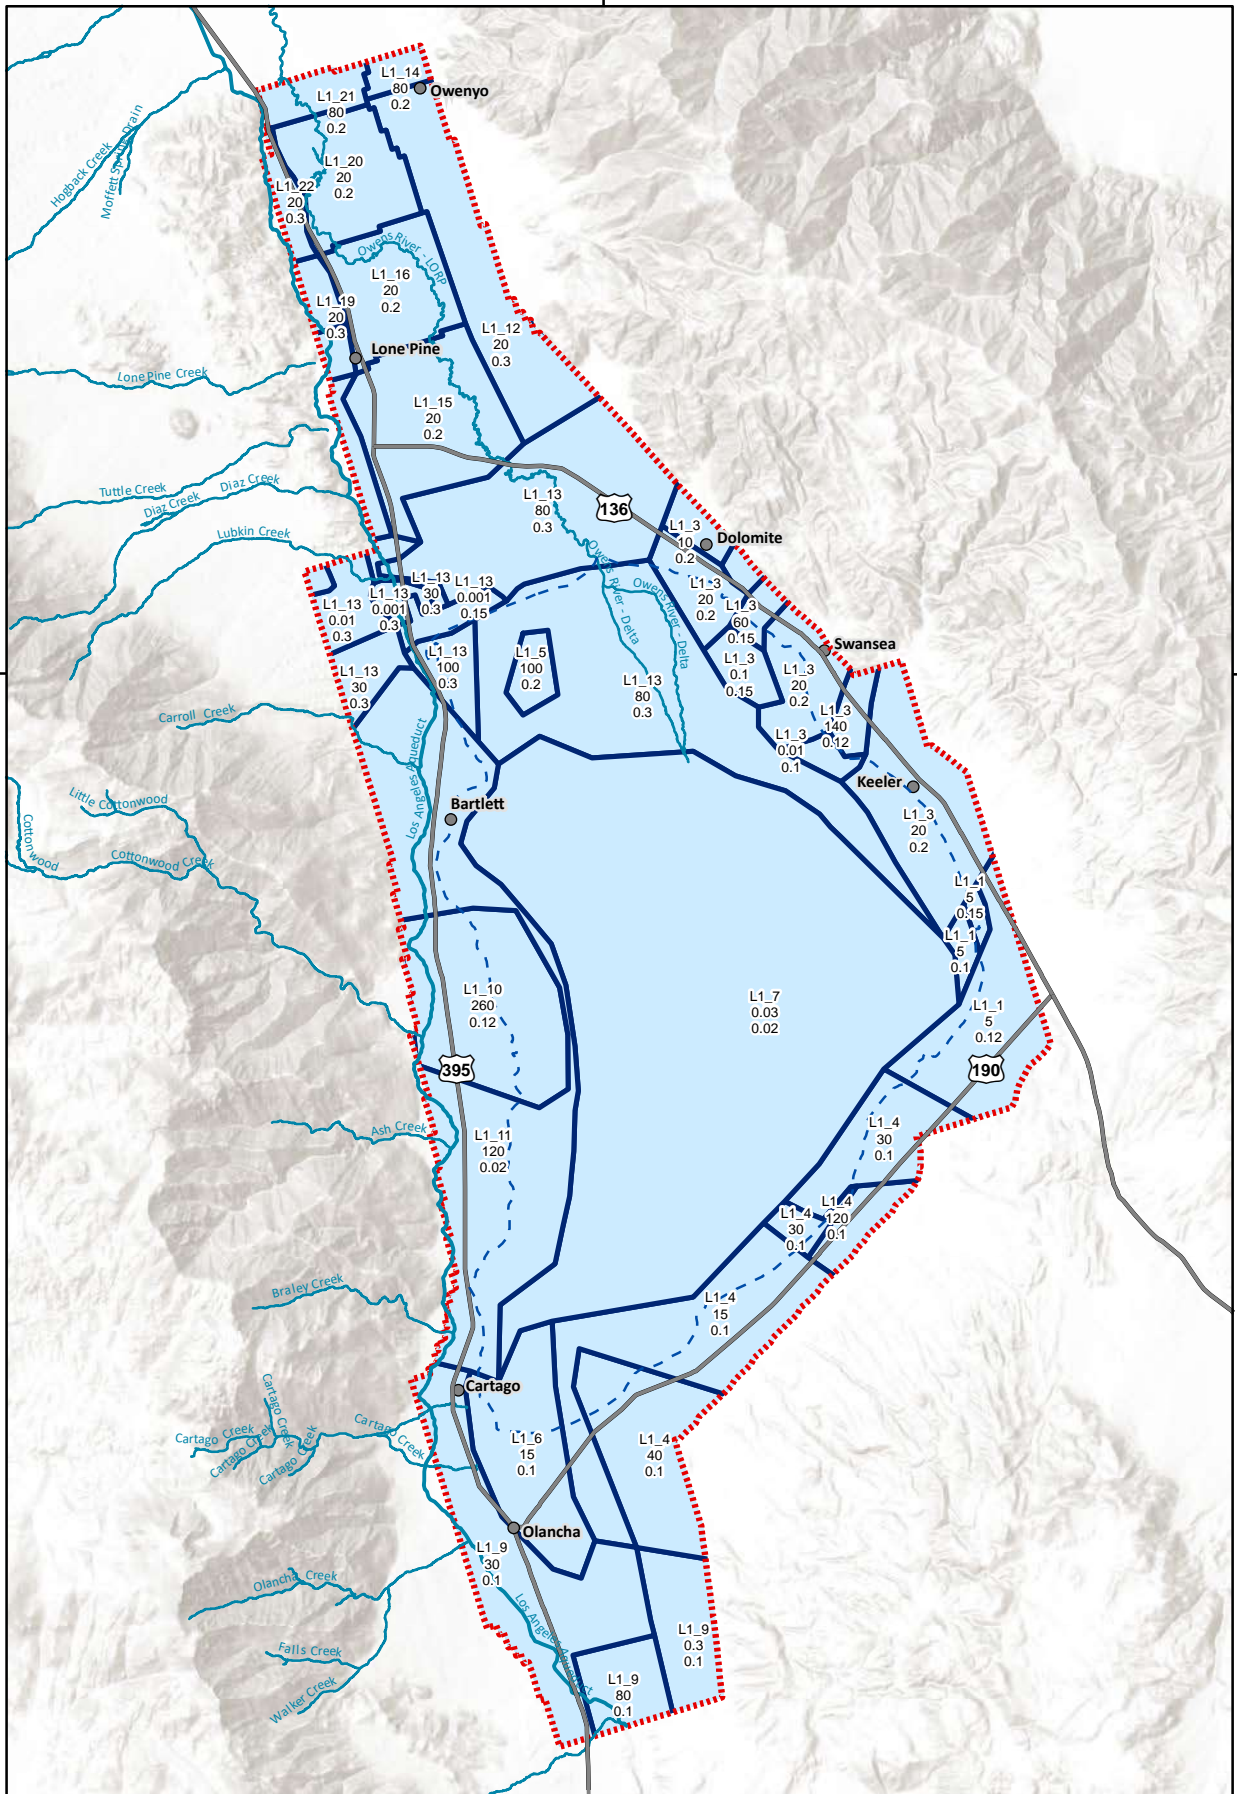 L1_14
80
0.2
Owenyo
L1_21
80
0.2
Hogback Creek
Moffett Spring Drain
L1_20
20
0.2
L1_22
20
0.3
Owens River - LORP
L1_16
20
0.2
L1_19
20
0.3
L1_12
20
0.3
Lone Pine
Lone Pine Creek
L1_15
20
0.2
Tuttle Creek
Diaz Creek
Diaz Creek
Lubkin Creek
L1_13
80
0.3
136
L1_3
10
0.2
Dolomite
Owens River - Delta
Owens River - Delta
L1_13
0.01
0.3
L1_13
0.001
0.3
L1_13
30
0.3
L1_13
0.001
0.15
L1_3
20
0.2
L1_3
60
0.15
Swansea
L1_13
30
0.3
L1_13
100
0.3
L1_5
100
0.2
L1_13
80
0.3
L1_3
0.1
0.15
L1_3
20
0.2
L1_3
140
0.12
L1_3
0.01
0.1
Carroll Creek
Los Angeles Aqueduct
Keeler
Bartlett
Little Cottonwood
Cottonwood
Cottonwood Creek
L1_3
20
0.2
L1_1
5
0.15
L1_1
5
0.1
L1_10
260
0.12
L1_7
0.03
0.02
L1_1
5
0.12
395
190
Ash Creek
L1_11
120
0.02
L1_4
30
0.1
L1_4
30
0.1
L1_4
120
0.1
Braley Creek
L1_4
15
0.1
Cartago
Cartago Creek
Cartago Creek
Cartago Creek
Cartago Creek
Cartago Creek
L1_6
15
0.1
L1_4
40
0.1
Olancha
L1_9
30
0.1
Olancha Creek
Los Angeles Aqueduct
Falls Creek
Walker Creek
L1_9
0.3
0.1
L1_9
80
0.1